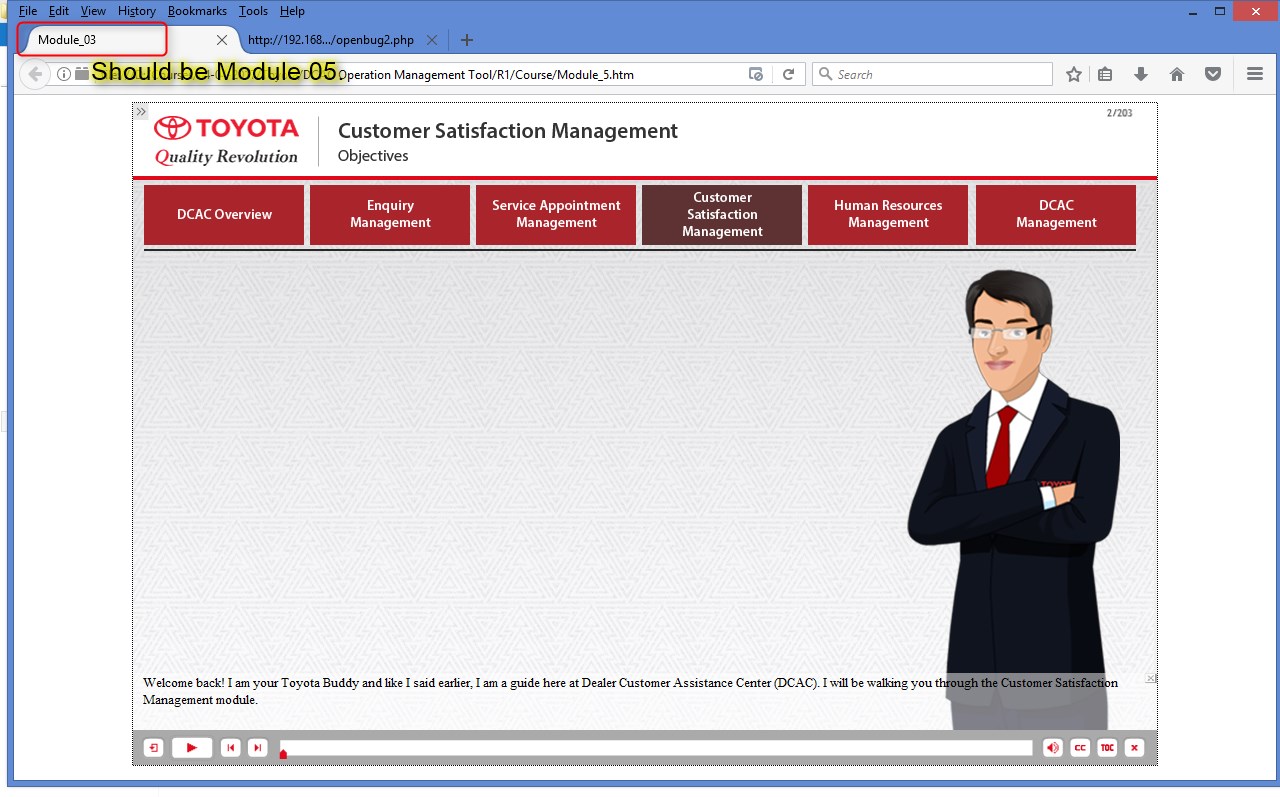 File Edit View History Bookmarks Tools Help
Module_03
http://192.168.../openbug2.php
Should be Module 05.
Operation Management Tool/R1/Course/Module_5.htm
Search
2/203
TOYOTA
Quality Revolution
Customer Satisfaction Management
Objectives
DCAC Overview
Enquiry
Management
Service Appointment
Management
Customer
Satisfaction
Management
Human Resources
Management
DCAC
Management
TOYOT
Welcome back! I am your Toyota Buddy and like I said earlier, I am a guide here at Dealer Customer Assistance Center (DCAC). I will be walking you through the Customer Satisfaction
Management module.
CC
TOC